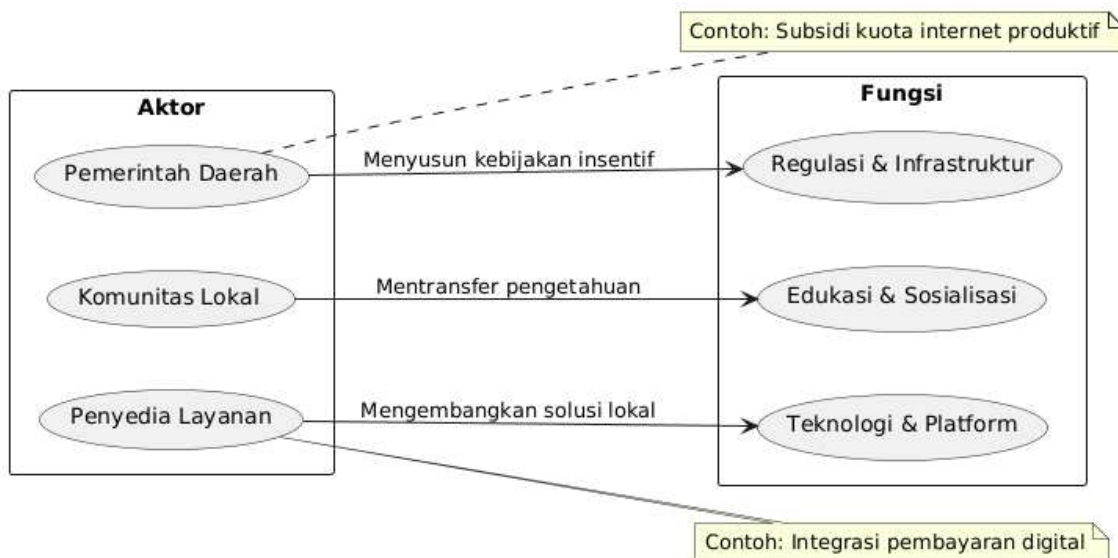 Contoh: Subsidi kuota internet produktif
Aktor
Fungsi
Pemerintah Daerah
Menyusun kebijakan insentif
Regulasi & Infrastruktur
Komunitas Lokal
Mentransfer pengetahuan
Edukasi & Sosialisasi
Penyedia Layanan
Mengembangkan solusi lokal
Teknologi & Platform
Contoh: Integrasi pembayaran digital